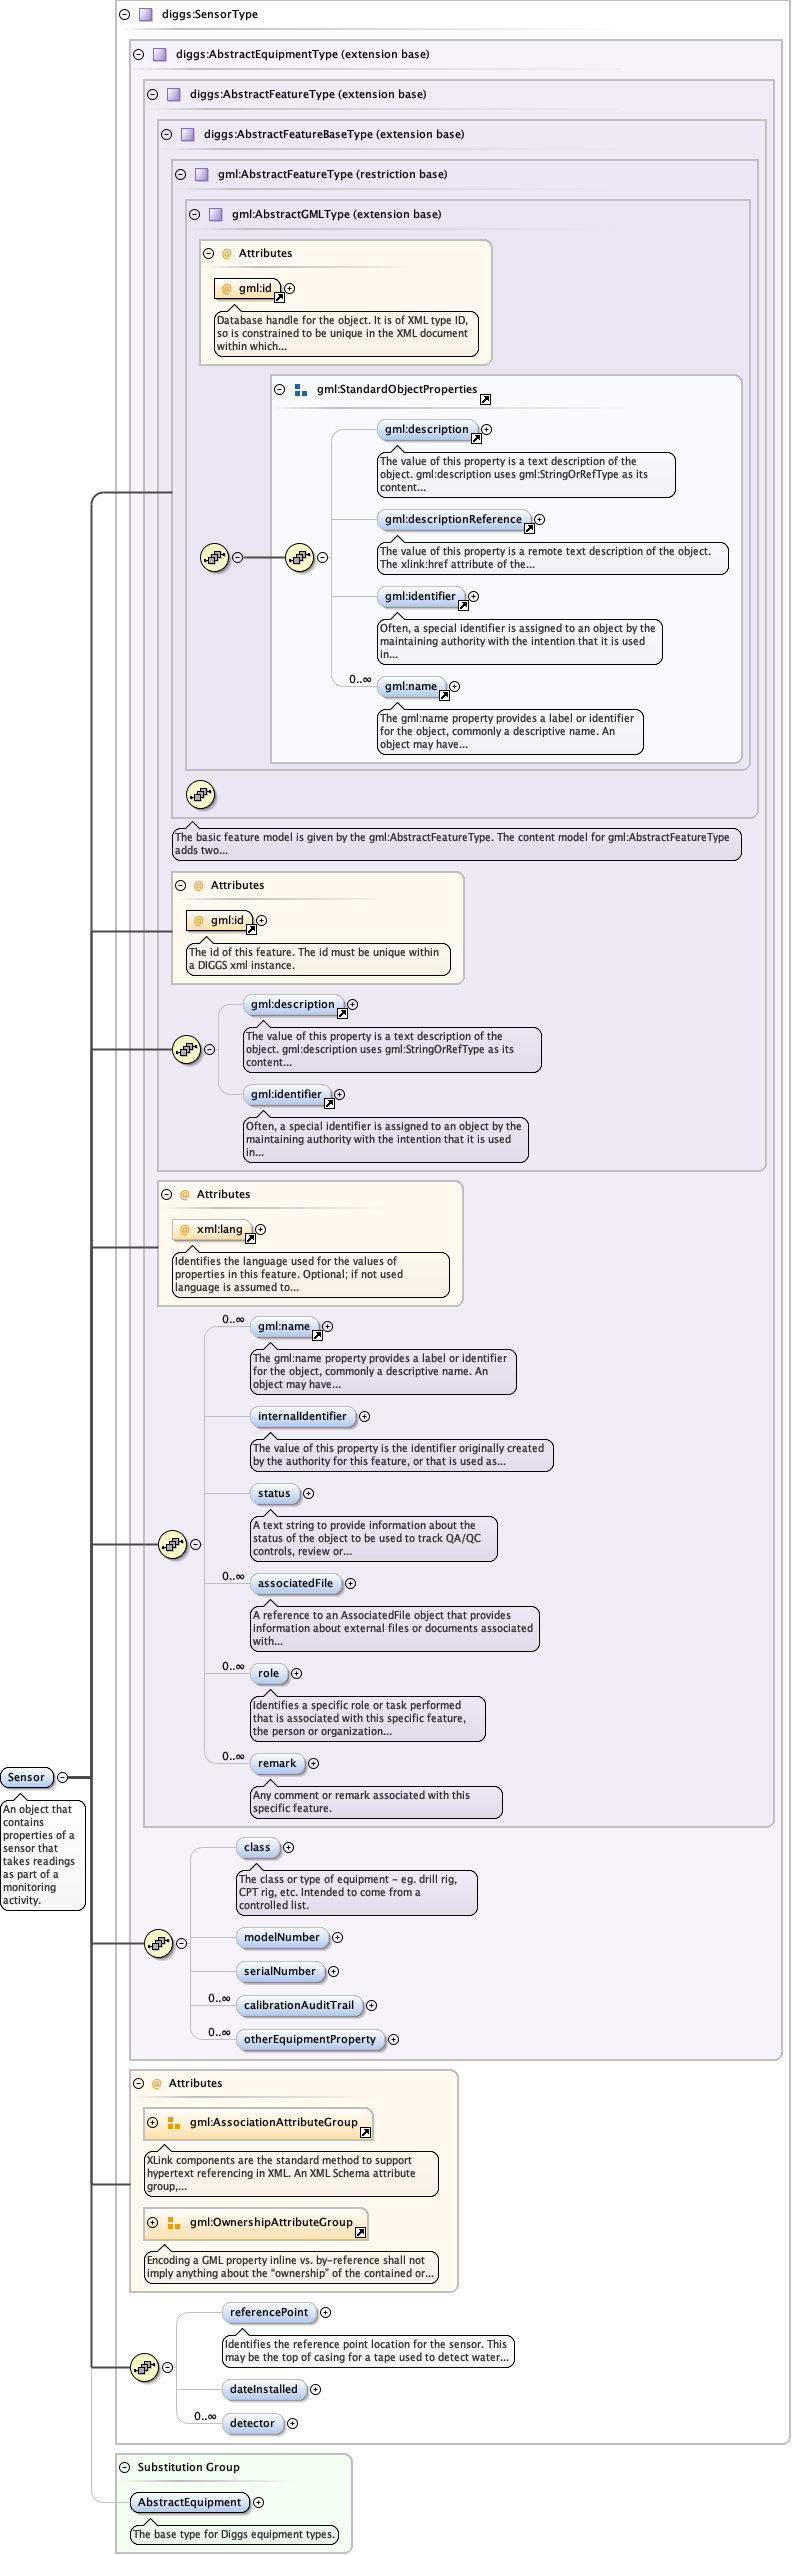 diggs:SensorType
diggs:AbstractEquipmentType (extension base)
diggs:AbstractFeatureType (extension base)
diggs:AbstractFeatureBaseType (extension base)
gml:AbstractFeatureType (restriction base)
gml:AbstractGMLType (extension base)
@ Attributes
@ gml:id
Database handle for the object. It is of XML type ID,
so is constrained to be unique in the XML document
within which...
gml:StandardObjectProperties
gml:description
The value of this property is a text description of the
object. gml:description uses gml:StringOrRefType as its
content...
gml:descriptionReference
The value of this property is a remote text description of the object.
The xlink:href attribute of the...
gml:identifier
Often, a special identifier is assigned to an object by the
maintaining authority with the intention that it is used
in...
0..∞
gml:name
The gml:name property provides a label or identifier
for the object, commonly a descriptive name. An
object may have...
The basic feature model is given by the gml:AbstractFeatureType. The content model for gml:AbstractFeatureType
adds two...
@ Attributes
@ gml:id
The id of this feature. The id must be unique within
a DIGGS xml instance.
gml:description
The value of this property is a text description of the
object. gml:description uses gml:StringOrRefType as its
content...
gml:identifier
Often, a special identifier is assigned to an object by the
maintaining authority with the intention that it is used
in...
@ Attributes
@ xml:lang
Identifies the language used for the values of
properties in this feature. Optional; if not used
language is assumed to...
0..∞
gml:name
The gml:name property provides a label or identifier
for the object, commonly a descriptive name. An
object may have...
internalIdentifier
The value of this property is the identifier originally created
by the authority for this feature, or that is used as...
status
A text string to provide information about the
status of the object to be used to track QA/QC
controls, review or...
0..∞
associatedFile
A reference to an AssociatedFile object that provides
information about external files or documents associated
with...
0..∞
role
Identifies a specific role or task performed
that is associated with this specific feature,
the person or organization...
0..∞
remark
Any comment or remark associated with this
specific feature.
Sensor
An object that
contains
properties of a
sensor that
takes readings
as part of a
monitoring
activity.
class
The class or type of equipment - eg. drill rig,
CPT rig, etc. Intended to come from a
controlled list.
modelNumber
serialNumber
0..∞
calibrationAuditTrail
0..∞
otherEquipmentProperty
@ Attributes
gml:AssociationAttributeGroup
XLink components are the standard method to support
hypertext referencing in XML. An XML Schema attribute
group,...
gml:OwnershipAttributeGroup
Encoding a GML property inline vs. by-reference shall not
imply anything about the “ownership” of the contained or...
referencePoint
Identifies the reference point location for the sensor. This
may be the top of casing for a tape used to detect water...
dateInstalled
0..∞
detector
Substitution Group
AbstractEquipment
The base type for Diggs equipment types.